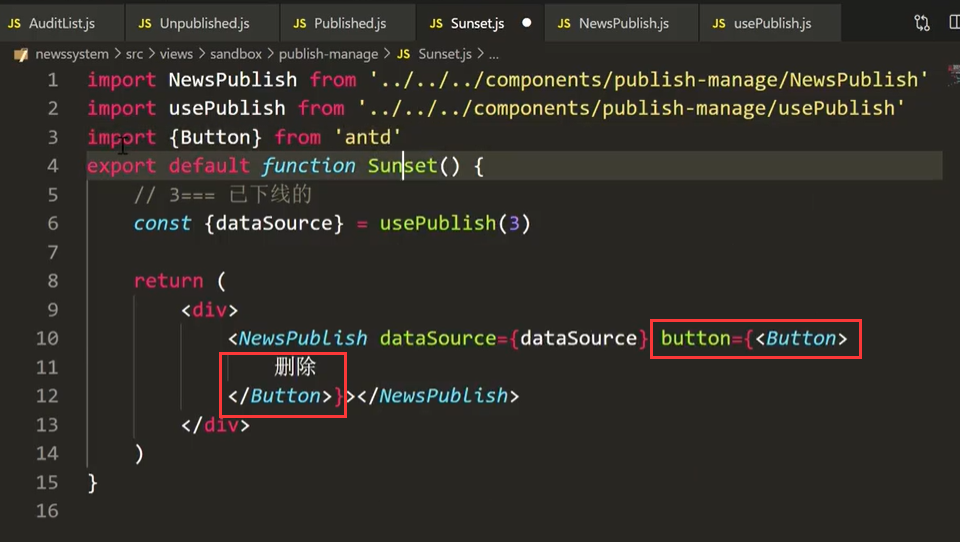 JS AuditList.js JS Unpublished.js JS Published.js JS Sunset.js JS NewsPublish.js JS usePublish.js
newssystem > src > views > sandbox > publish-manage > JS Sunset.js > ...
1 import NewsPublish from '../../../components/publish-manage/NewsPublish'
2 import usePublish from '../../../components/publish-manage/usePublish'
3 import {Button} from 'antd'
4 export default function Sunset() {
5 // 3=== 已下线的
6 const {dataSource} = usePublish(3)
7
8 return (
9 <div>
10 <NewsPublish dataSource={dataSource} button={<Button>
11 删除
12 </Button>}></NewsPublish>
13 </div>
14 )
15 }
16